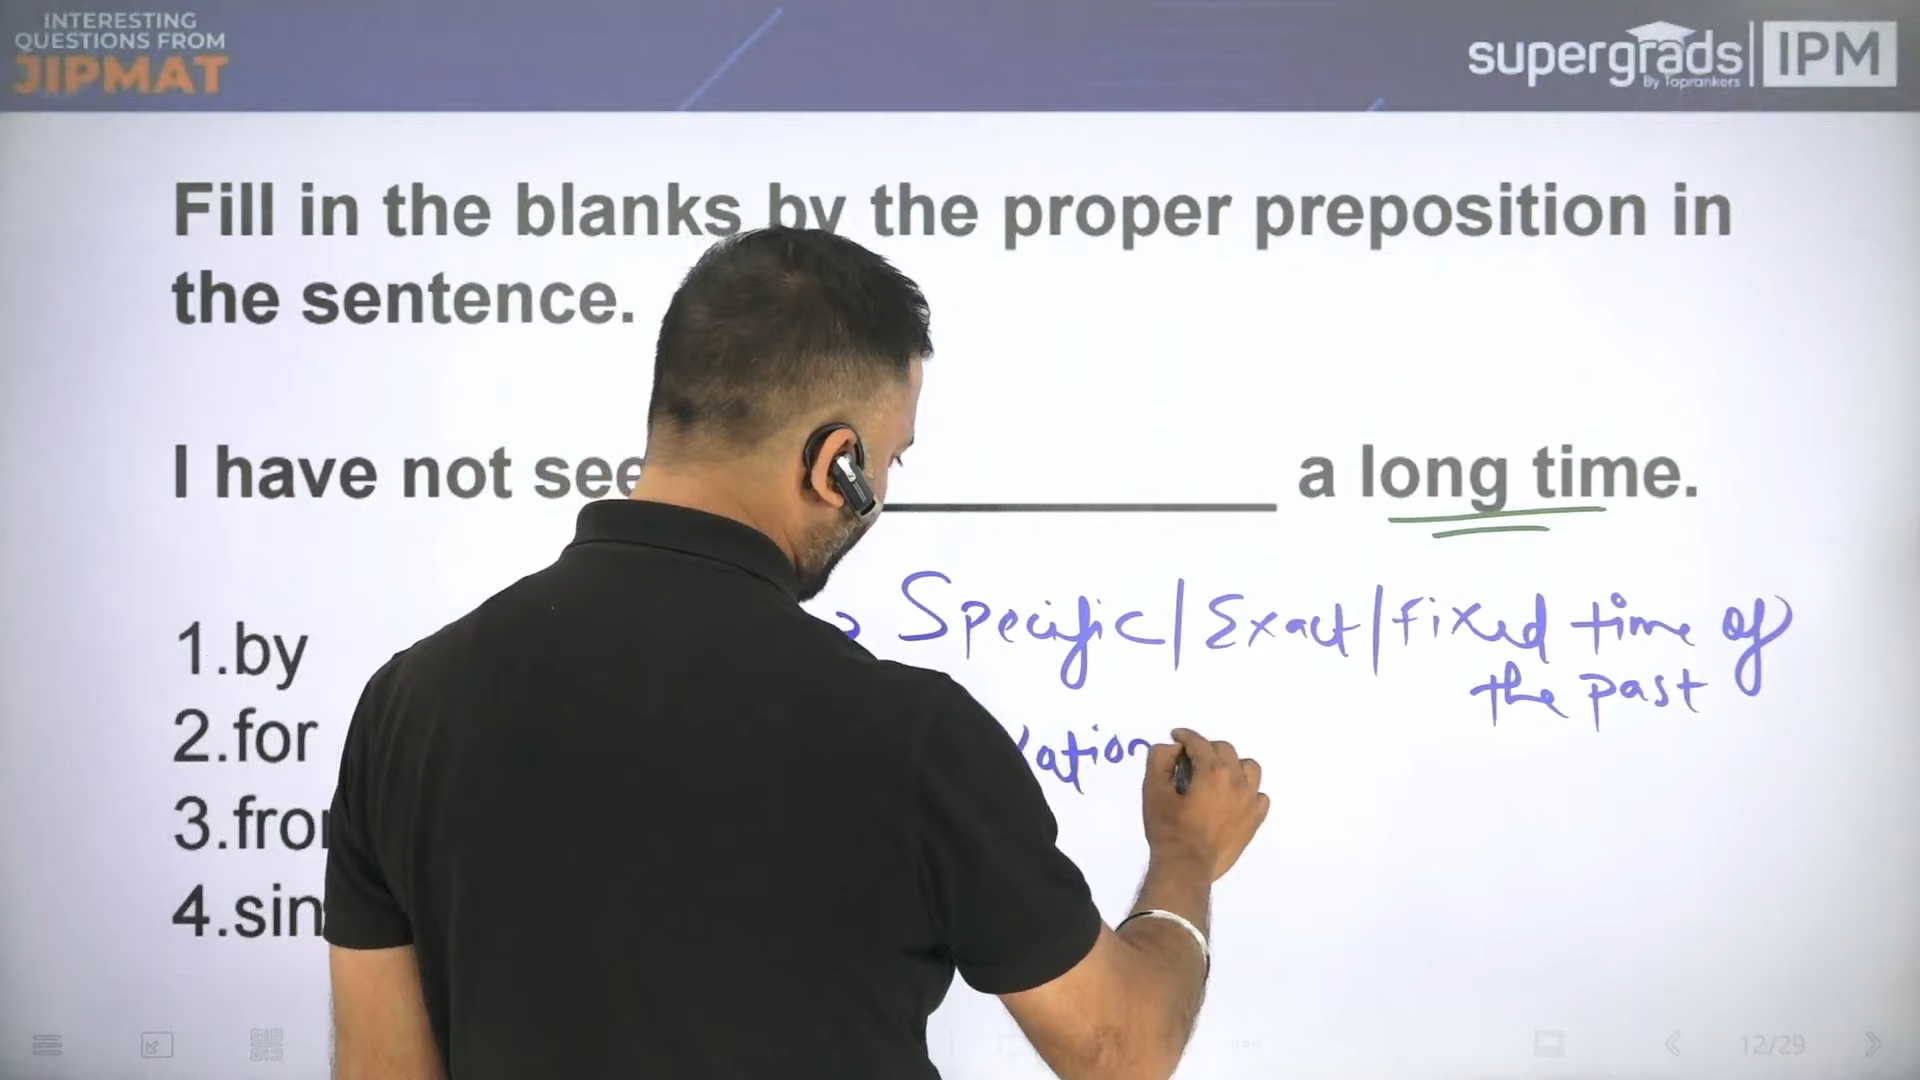 INTERESTING
QUESTIONS FROM
JIPMAT
supergrads
By Toprankers
IPM
Fill in the blanks by the proper preposition in
the sentence.
I have not see
a long time.
Specific/Exact/Fixed time of
the past
1.by
2.for
ration
3.fro
4.sin
12/29